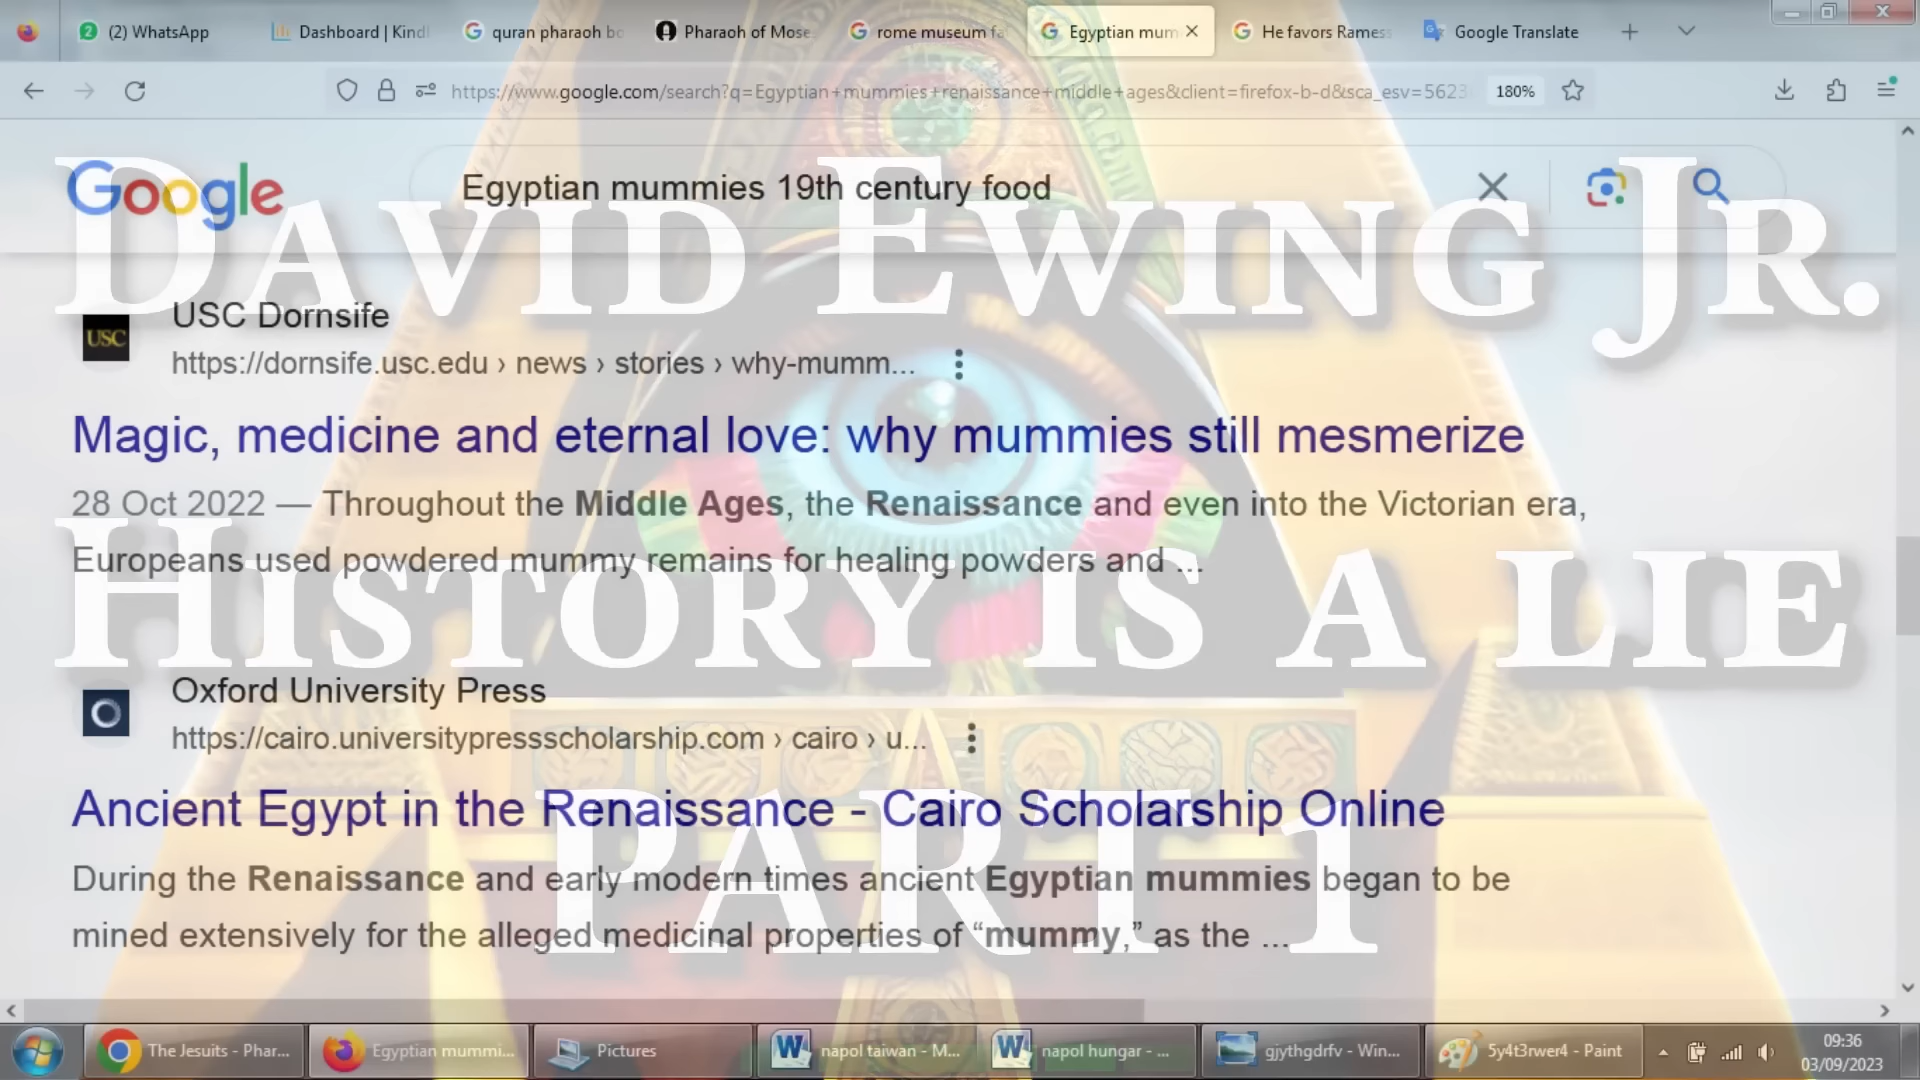 (2) WhatsApp
Dashboard | Kindl
quran pharaoh bo
Pharaoh of Mose
rome museum fa
Egyptian mum
He favors Ramess
Google Translate
https://www.google.com/search?q=Egyptian+mummies+renaissance+middle+ages&client=firefox-b-d&sca_esv=5623
180%
Google
Egyptian mummies 19th century food
David Ewing Jr.
USC
USC Dornsife
https://dornsife.usc.edu › news › stories › why-mumm...
Magic, medicine and eternal love: why mummies still mesmerize
28 Oct 2022 — Throughout the Middle Ages, the Renaissance and even into the Victorian era,
Europeans used powdered mummy remains for healing powders and ...
History is a lie
Oxford University Press
https://cairo.universitypressscholarship.com › cairo › u...
Ancient Egypt in the Renaissance - Cairo Scholarship Online
part 1
During the Renaissance and early modern times ancient Egyptian mummies began to be
mined extensively for the alleged medicinal properties of “mummy,” as the ...
The Jesuits - Phar...
Egyptian mummi...
Pictures
napol taiwan - M...
napol hungar - ...
gjythgdrfv - Win...
5y4t3rwer4 - Paint
09:36
03/09/2023